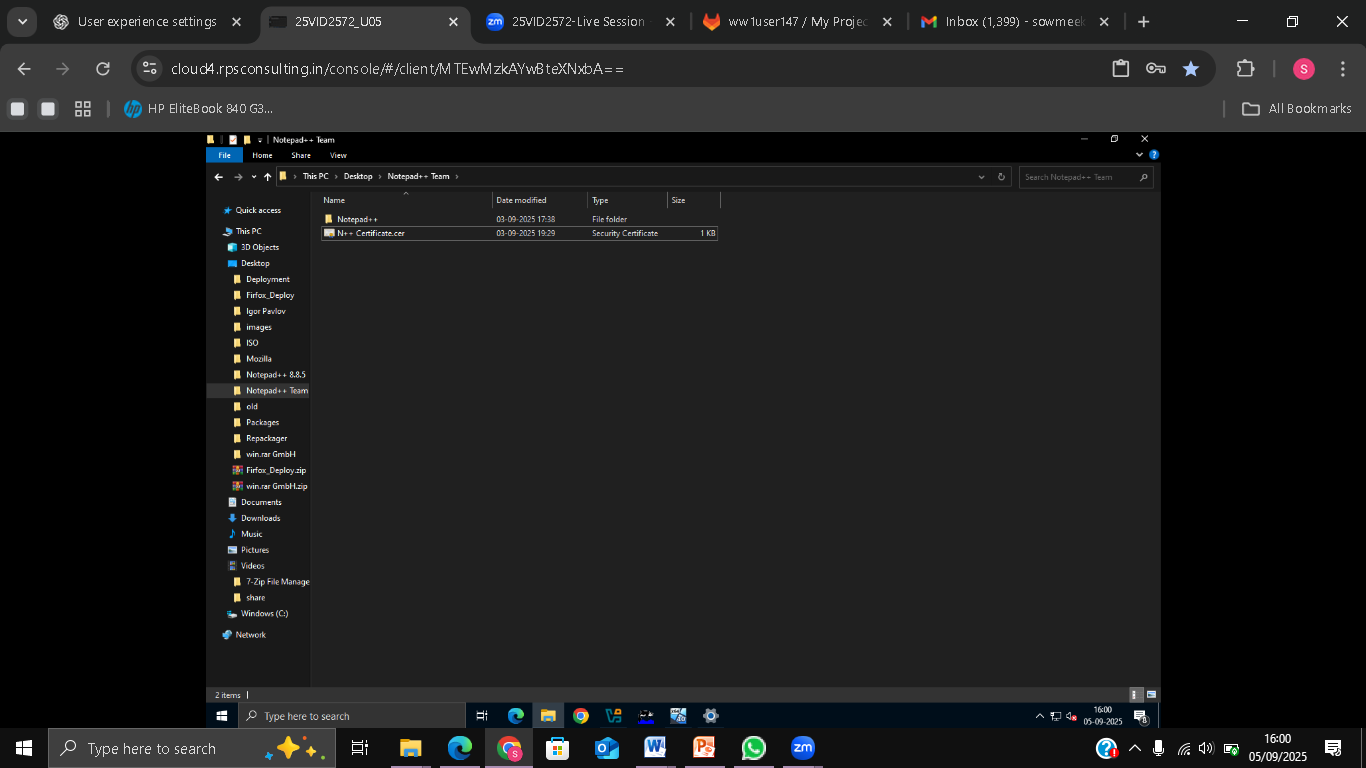 User experience settings
25VID2572_U05
zm 25VID2572-Live Session
ww1user147 / My Projec
Inbox (1,399) - sowmeek
cloud4.rpsconsulting.in/console/#/client/MTEwMzkAYwBteXNxbA==
S
hp HP EliteBook 840 G3...
All Bookmarks
Notepad++ Team
File Home Share View
This PC > Desktop > Notepad++ Team >
Search Notepad++ Team
Name Date modified Type Size
Notepad++ 03-09-2025 17:38 File folder
N++ Certificate.cer 03-09-2025 19:29 Security Certificate 1 KB
Quick access
This PC
3D Objects
Desktop
Deployment
Firfox_Deploy
Igor Pavlov
images
ISO
Mozilla
Notepad++ 8.8.5
Notepad++ Team
old
Packages
Repackager
win.rar GmbH
Firfox_Deploy.zip
win.rar GmbH.zip
Documents
Downloads
Music
Pictures
Videos
7-Zip File Manage
share
Windows (C:)
Network
2 items
Type here to search
16:00
05-09-2025
Type here to search
zm
16:00
05/09/2025